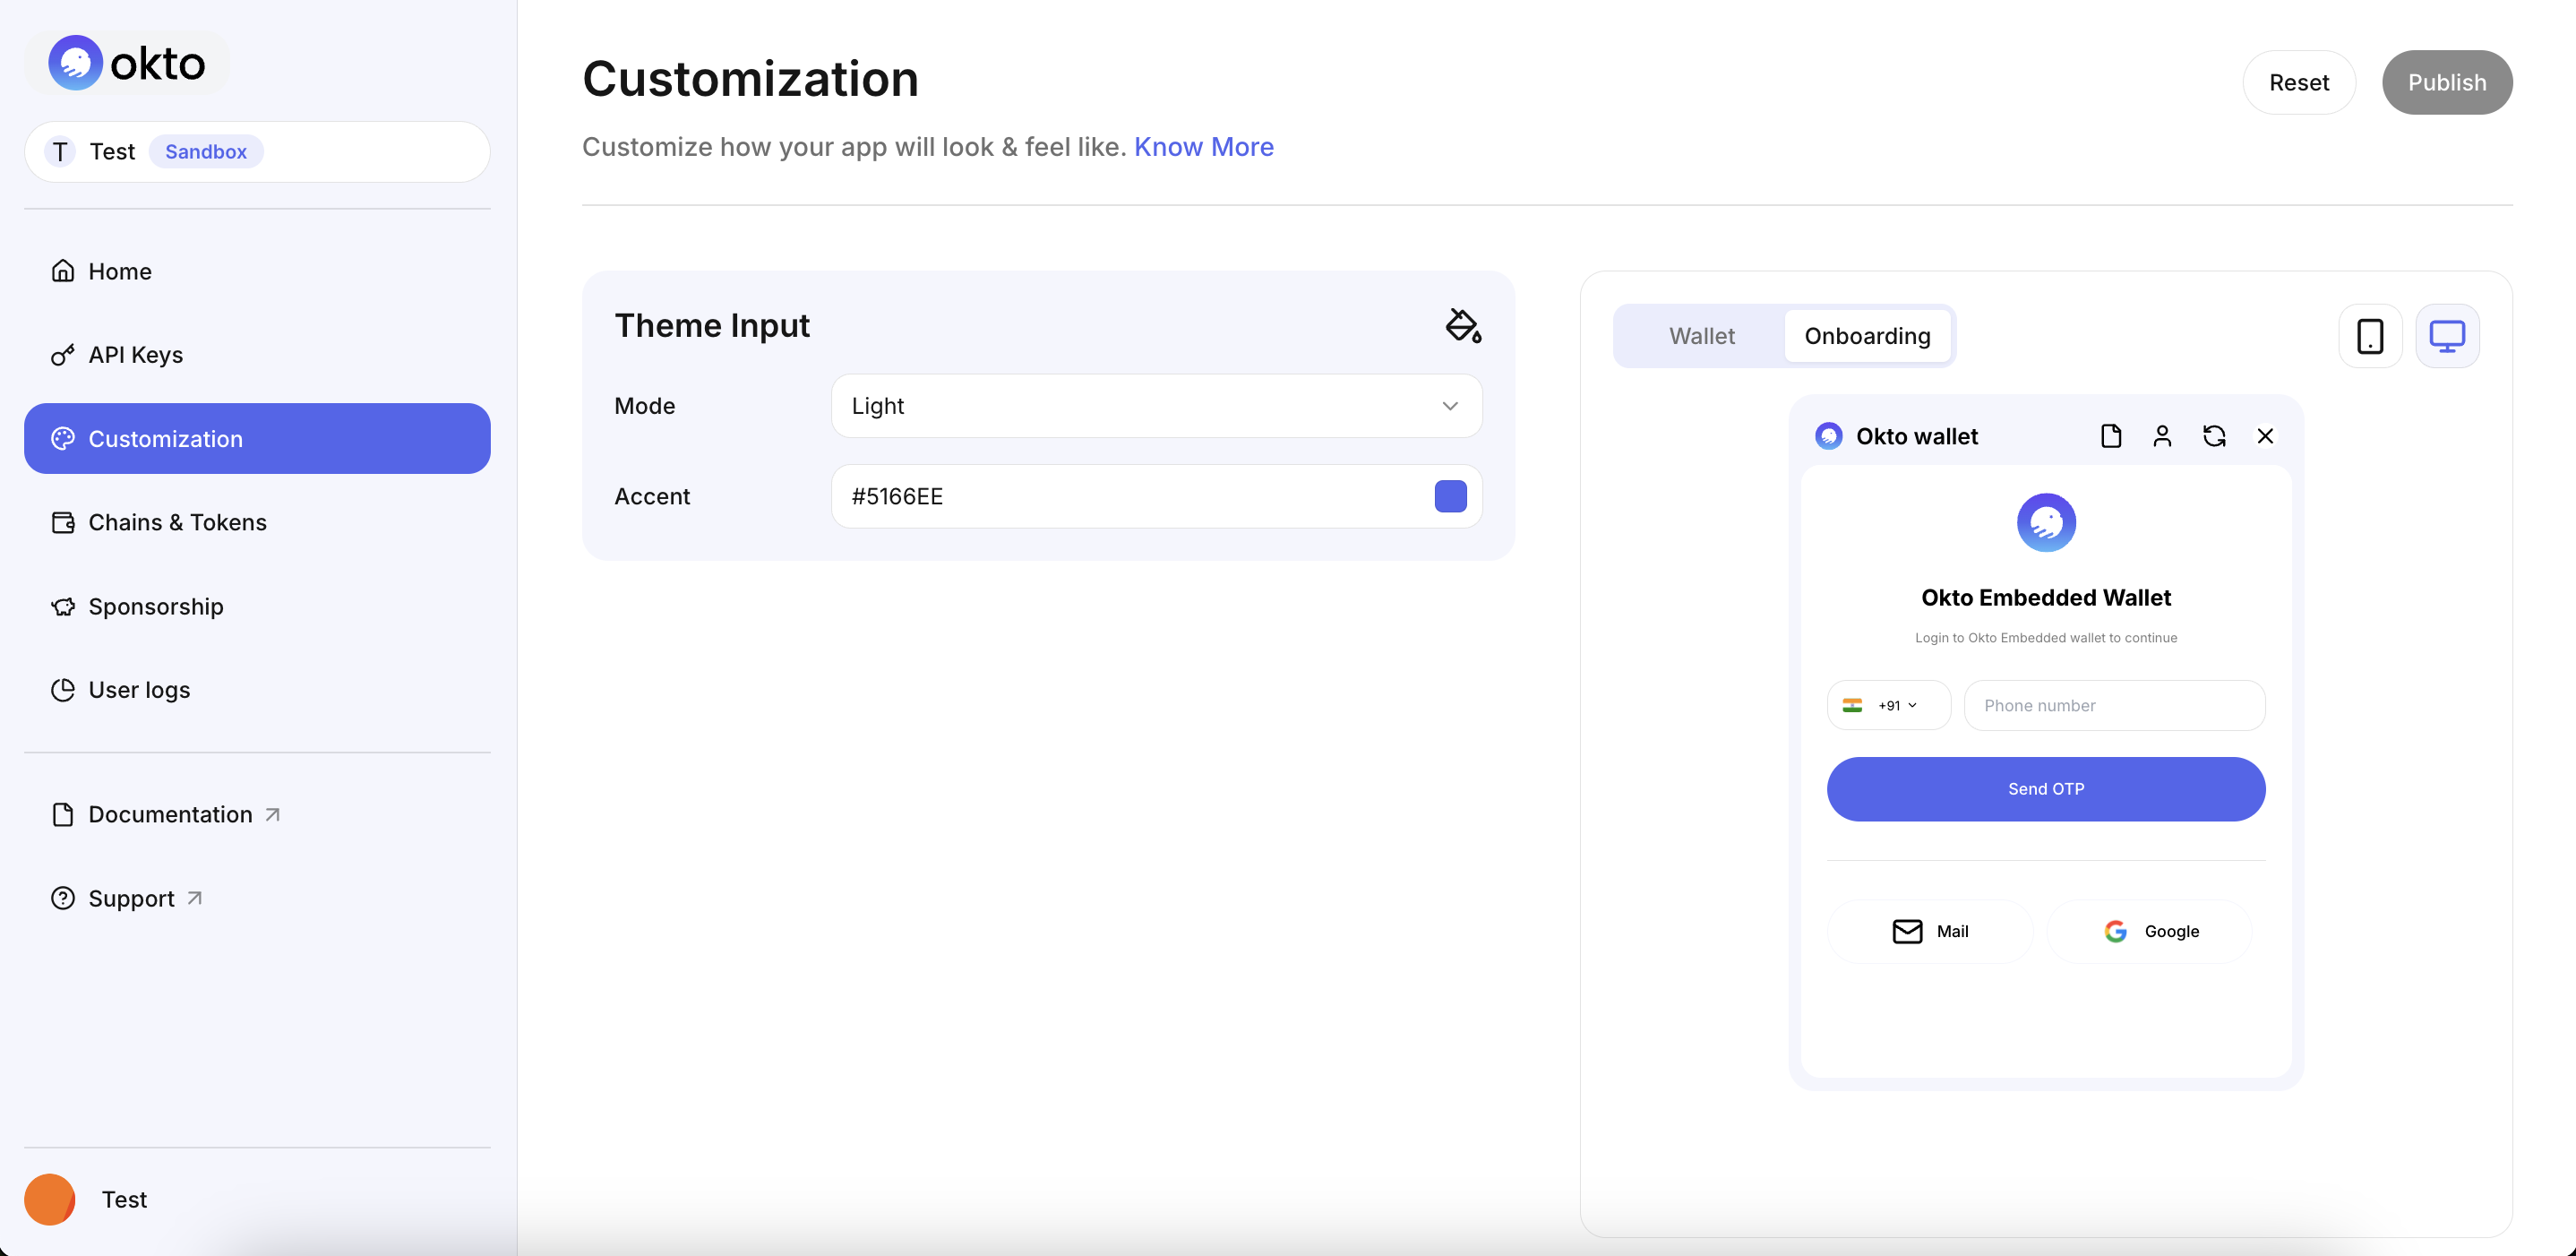 okto
T Test Sandbox
Home
API Keys
Customization
Chains & Tokens
Sponsorship
User logs
Documentation
Support
Test
Customization
Reset
Publish
Customize how your app will look & feel like. Know More
Theme Input
Mode
Light
Accent
#5166EE
Wallet
Onboarding
Okto wallet
Okto Embedded Wallet
Login to Okto Embedded wallet to continue
+91
Phone number
Send OTP
Mail
Google